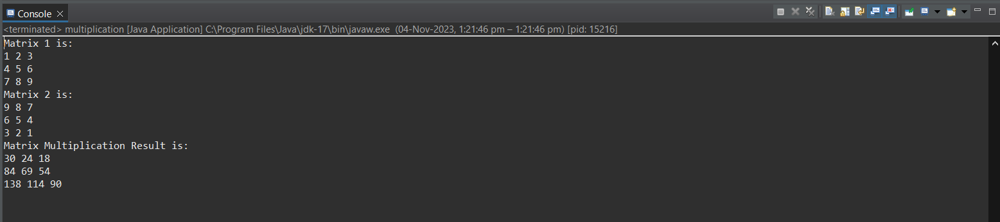 Console
<terminated> multiplication [Java Application] C:\Program Files\Java\jdk-17\bin\javaw.exe (04-Nov-2023, 1:21:46 pm – 1:21:46 pm) [pid: 15216]
Matrix 1 is:
1 2 3
4 5 6
7 8 9
Matrix 2 is:
9 8 7
6 5 4
3 2 1
Matrix Multiplication Result is:
30 24 18
84 69 54
138 114 90